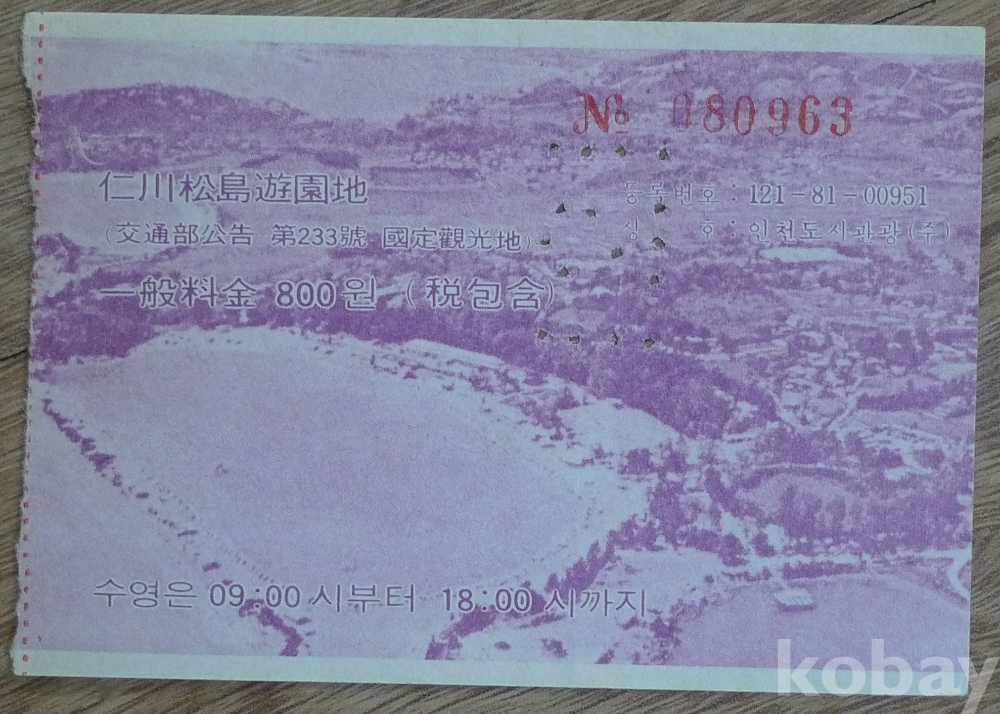 № 080963
仁川松島遊園地
등록번호 : 121-81-00951
(交通部公告 第233號 國定觀光地)
상 호 : 인천도시관광(주)
一般料金 800원 (税包含)
수영은 09:00 시부터 18:00 시까지
kobay